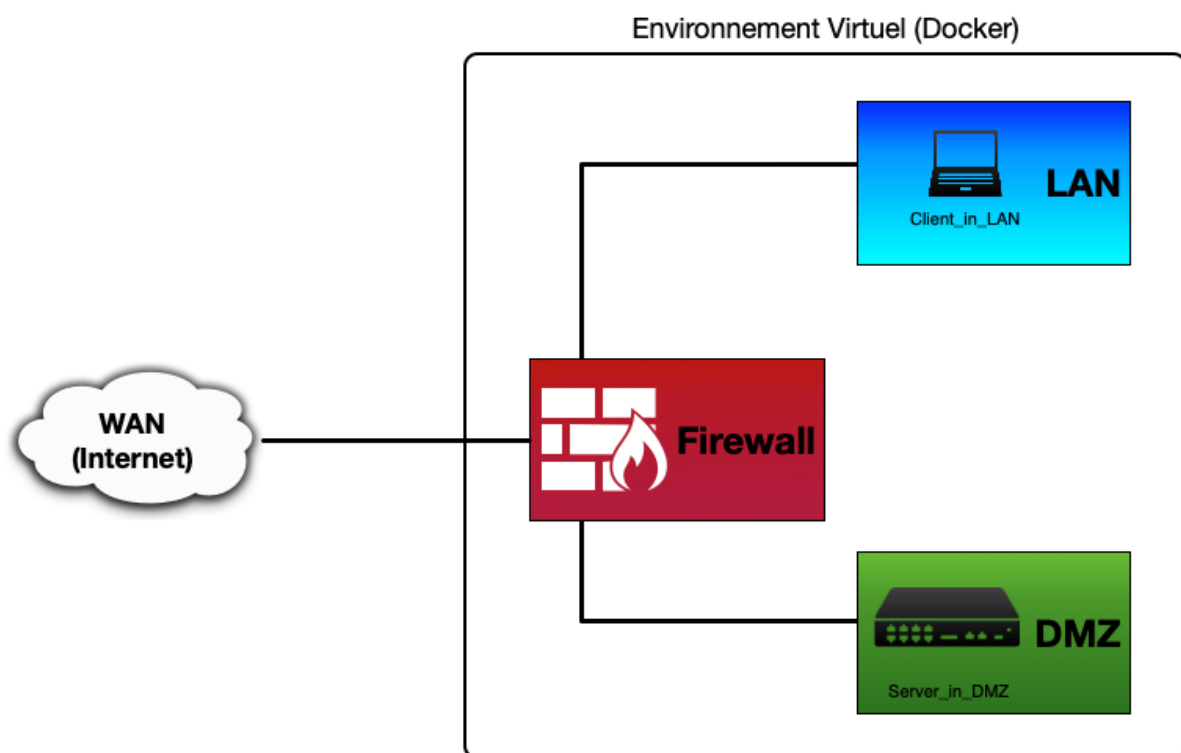 Environnement Virtuel (Docker)
LAN
Client_in_LAN
WAN
(Internet)
Firewall
DMZ
Server_in_DMZ